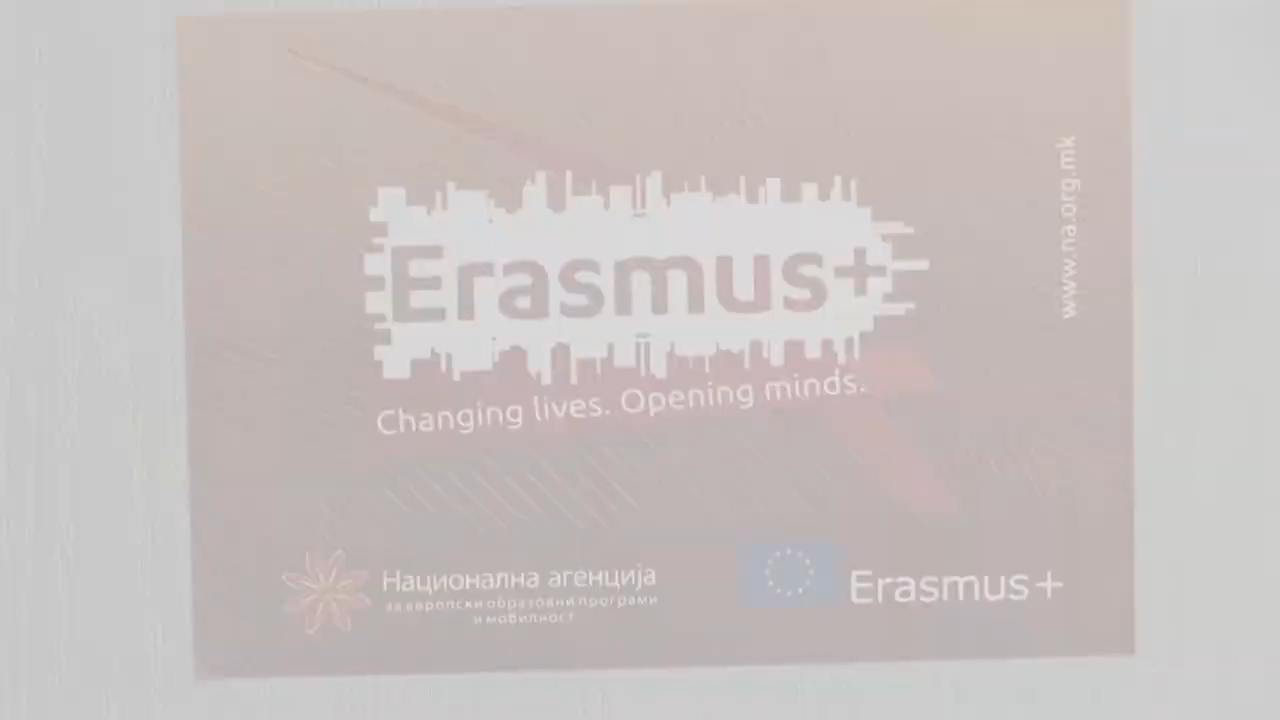 Erasmus+
Changing lives. Opening minds.
www.na.org.mk
Национална агенција
за европски образовни програми
и мобилност
Erasmus+